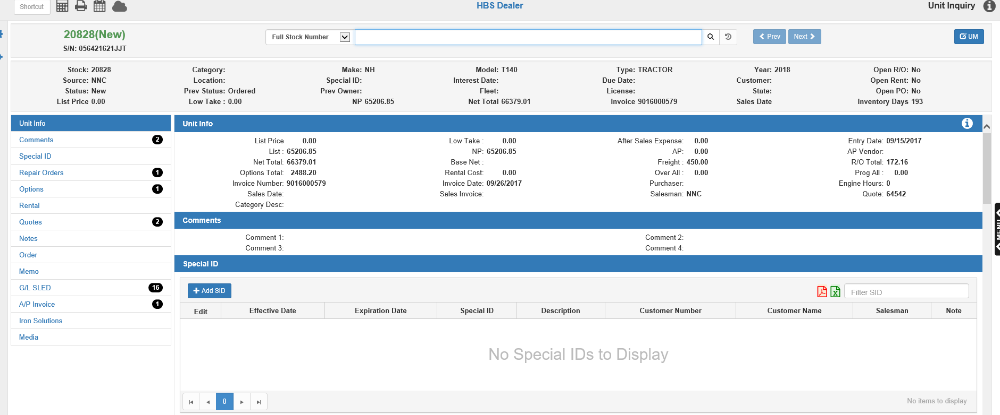 Shortcut HBS Dealer Unit Inquiry
20828(New)
S/N: 056421621JJT
Full Stock Number Prev Next UM
Stock: 20828 Category: Make: NH Model: T140 Type: TRACTOR Year: 2018 Open R/O: No
Source: NNC Location: Special ID: Interest Date: Due Date: Customer: Open Rent: No
Status: New Prev Status: Ordered Prev Owner: Fleet: License: State: Open PO: No
List Price 0.00 Low Take : 0.00 NP 65206.85 Net Total 66379.01 Invoice 9016000579 Sales Date Inventory Days 193
Unit Info
Comments 2
Special ID
Repair Orders 1
Options 1
Rental
Quotes 2
Notes
Order
Memo
G/L SLED 16
A/P Invoice 1
Iron Solutions
Media
Unit Info
List Price 0.00 Low Take : 0.00 After Sales Expense: 0.00 Entry Date: 09/15/2017
List : 65206.85 NP: 65206.85 AP: 0.00 AP Vendor:
Net Total: 66379.01 Base Net : Freight : 450.00 R/O Total: 172.16
Options Total: 2488.20 Rental Cost: 0.00 Over All : 0.00 Prog All : 0.00
Invoice Number: 9016000579 Invoice Date: 09/26/2017 Purchaser: Engine Hours: 0
Sales Date: Sales Invoice: Salesman: NNC Quote: 64542
Category Desc:
Comments
Comment 1: Comment 2:
Comment 3: Comment 4:
Special ID
Add SID Filter SID
Edit Effective Date Expiration Date Special ID Description Customer Number Customer Name Salesman Note
No Special IDs to Display
0 No items to display
MENU